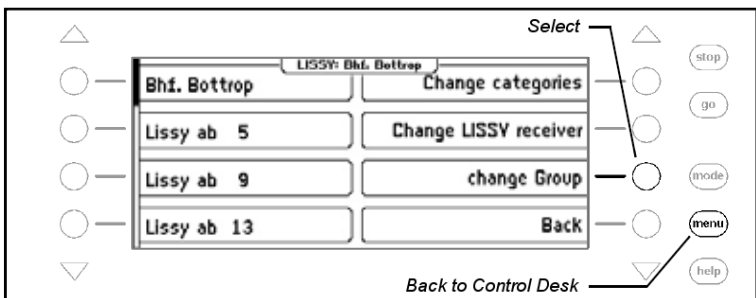 Select
LISSY: Bhf. Bottrop
Bhf. Bottrop
Change categories
Lissy ab 5
Change LISSY receiver
Lissy ab 9
change Group
Lissy ab 13
Back
stop
go
mode
menu
help
Back to Control Desk